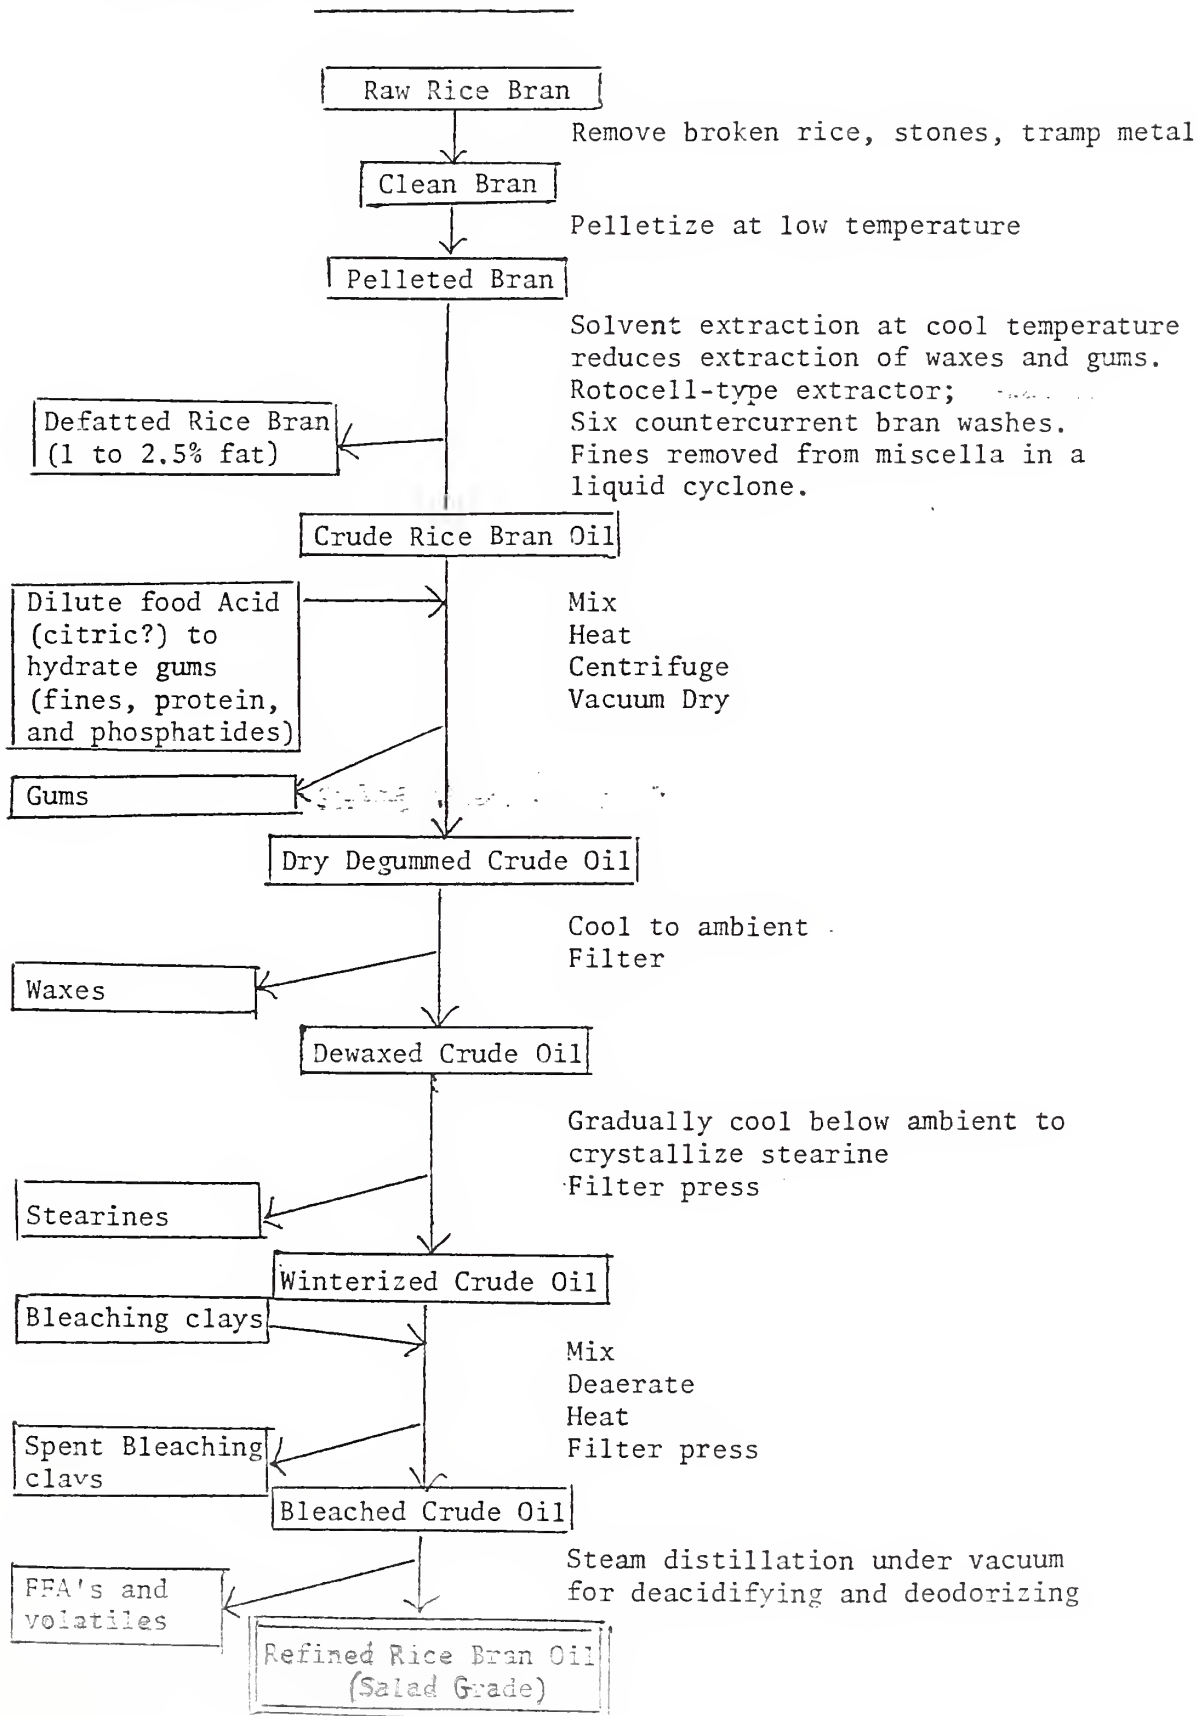 Raw Rice Bran
Remove broken rice, stones, tramp metal
Clean Bran
Pelletize at low temperature
Pelleted Bran
Solvent extraction at cool temperature
reduces extraction of waxes and gums.
Rotocell-type extractor;
Six countercurrent bran washes.
Fines removed from miscella in a
liquid cyclone.
Defatted Rice Bran
(1 to 2.5% fat)
Crude Rice Bran Oil
Dilute food Acid
(citric?) to
hydrate gums
(fines, protein,
and phosphatides)
Mix
Heat
Centrifuge
Vacuum Dry
Gums
Dry Degummed Crude Oil
Cool to ambient
Filter
Waxes
Dewaxed Crude Oil
Gradually cool below ambient to
crystallize stearine
Filter press
Stearines
Winterized Crude Oil
Bleaching clays
Mix
Deaerate
Heat
Filter press
Spent Bleaching
clays
Bleached Crude Oil
Steam distillation under vacuum
for deacidifying and deodorizing
FFA's and
volatiles
Refined Rice Bran Oil
(Salad Grade)